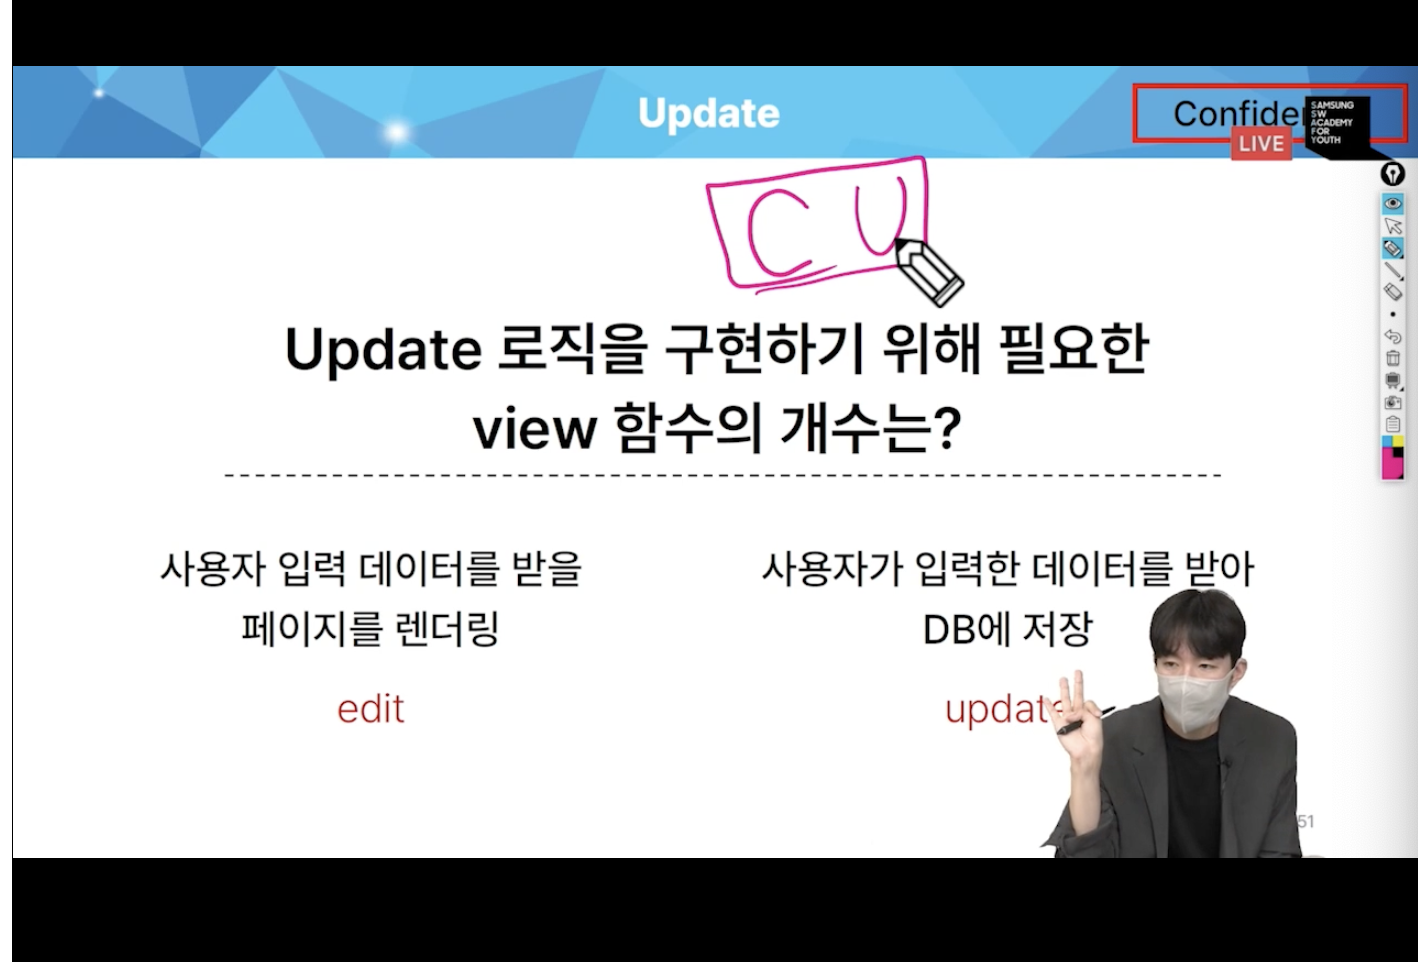 Update
SAMSUNG
SW
ACADEMY
FOR
YOUTH
LIVE
C U
Update 로직을 구현하기 위해 필요한
view 함수의 개수는?
사용자 입력 데이터를 받을
페이지를 렌더링
edit
사용자가 입력한 데이터를 받아
DB에 저장
update
51